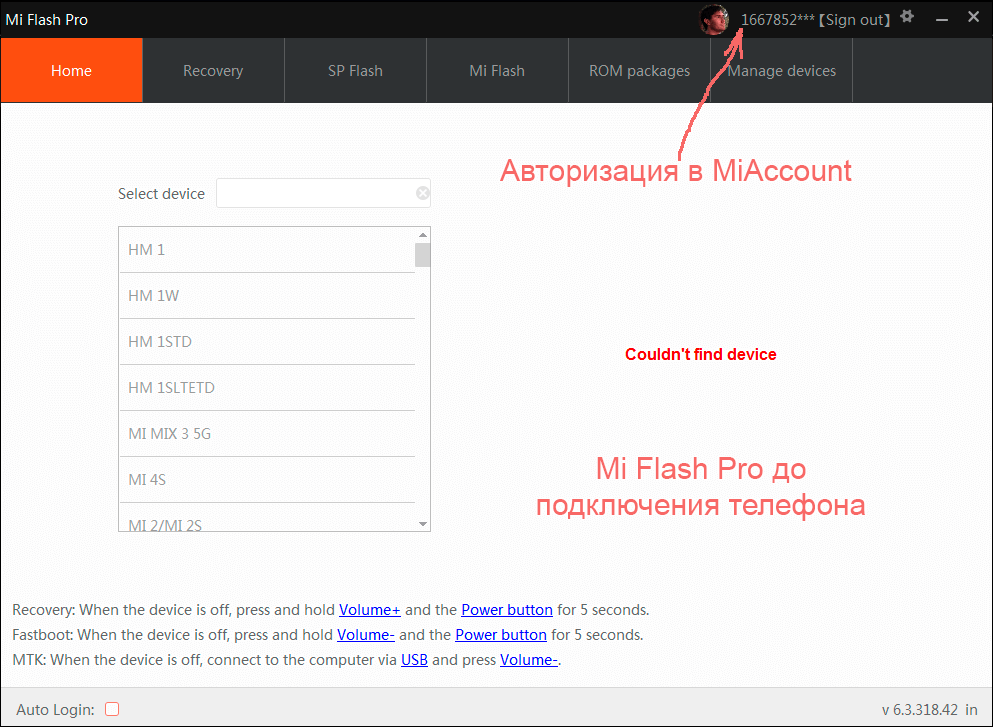 Mi Flash Pro
1667852*** 【Sign out】
Home
Recovery
SP Flash
Mi Flash
ROM packages
Manage devices
Авторизация в MiAccount
Select device
HM 1
HM 1W
HM 1STD
HM 1SLTETD
MI MIX 3 5G
MI 4S
MI 2/MI 2S
Couldn't find device
Mi Flash Pro до
подключения телефона
Recovery: When the device is off, press and hold Volume+ and the Power button for 5 seconds.
Fastboot: When the device is off, press and hold Volume- and the Power button for 5 seconds.
MTK: When the device is off, connect to the computer via USB and press Volume-.
Auto Login:
v 6.3.318.42 in